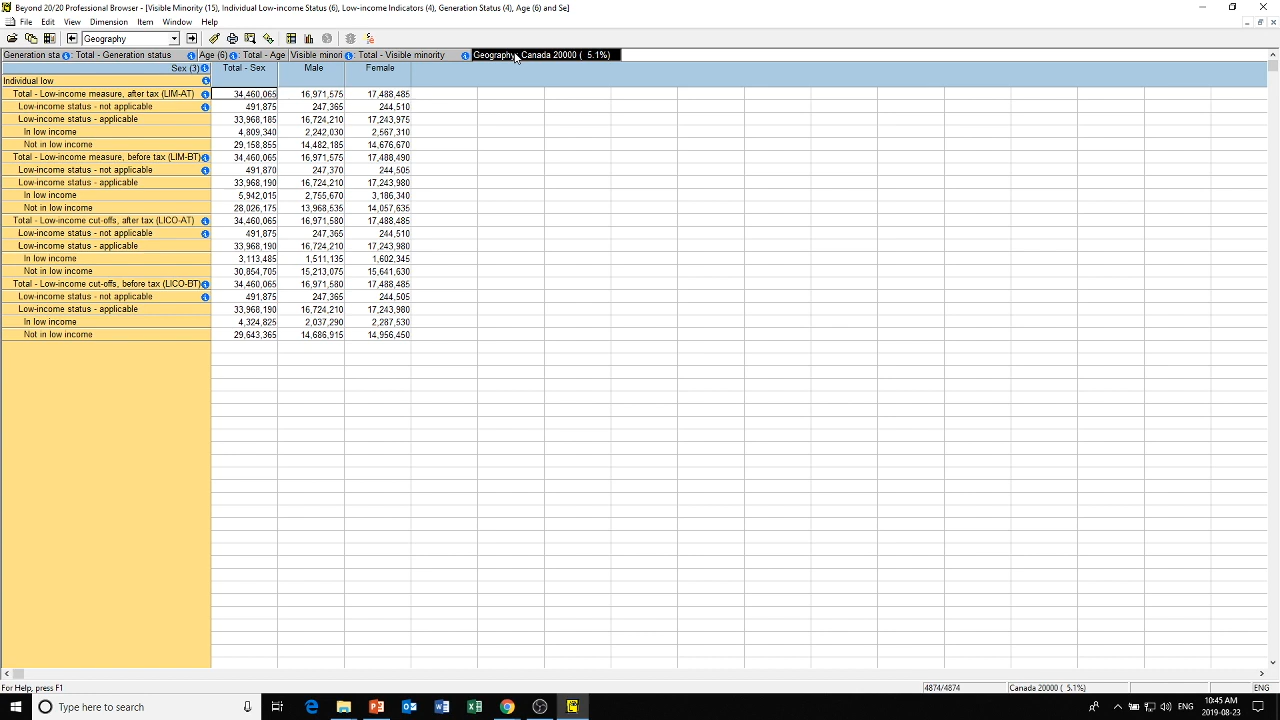 Beyond 20/20 Professional Browser - [Visible Minority (15), Individual Low-income Status (6), Low-income Indicators (4), Generation Status (4), Age (6) and Se]
File Edit View Dimension Item Window Help
Geography
Generation sta : Total - Generation status Age (6) : Total - Age Visible minori : Total - Visible minority Geography: Canada 20000 ( 5.1%)
Sex (3) Total - Sex Male Female
Individual low
Total - Low-income measure, after tax (LIM-AT) 34,460,065 16,971,575 17,488,485
Low-income status - not applicable 491,875 247,365 244,510
Low-income status - applicable 33,968,185 16,724,210 17,243,975
In low income 4,809,340 2,242,030 2,567,310
Not in low income 29,158,855 14,482,185 14,676,670
Total - Low-income measure, before tax (LIM-BT) 34,460,065 16,971,575 17,488,490
Low-income status - not applicable 491,870 247,370 244,505
Low-income status - applicable 33,968,190 16,724,210 17,243,980
In low income 5,942,015 2,755,670 3,186,340
Not in low income 28,026,175 13,968,535 14,057,635
Total - Low-income cut-offs, after tax (LICO-AT) 34,460,065 16,971,580 17,488,485
Low-income status - not applicable 491,875 247,365 244,510
Low-income status - applicable 33,968,190 16,724,210 17,243,980
In low income 3,113,485 1,511,135 1,602,345
Not in low income 30,854,705 15,213,075 15,641,630
Total - Low-income cut-offs, before tax (LICO-BT) 34,460,065 16,971,580 17,488,485
Low-income status - not applicable 491,875 247,365 244,505
Low-income status - applicable 33,968,190 16,724,210 17,243,980
In low income 4,324,825 2,037,290 2,287,530
Not in low income 29,643,365 14,686,915 14,956,450
For Help, press F1 4874/4874 Canada 20000 ( 5.1%) ENG
Type here to search ENG 10:45 AM
2019-08-23